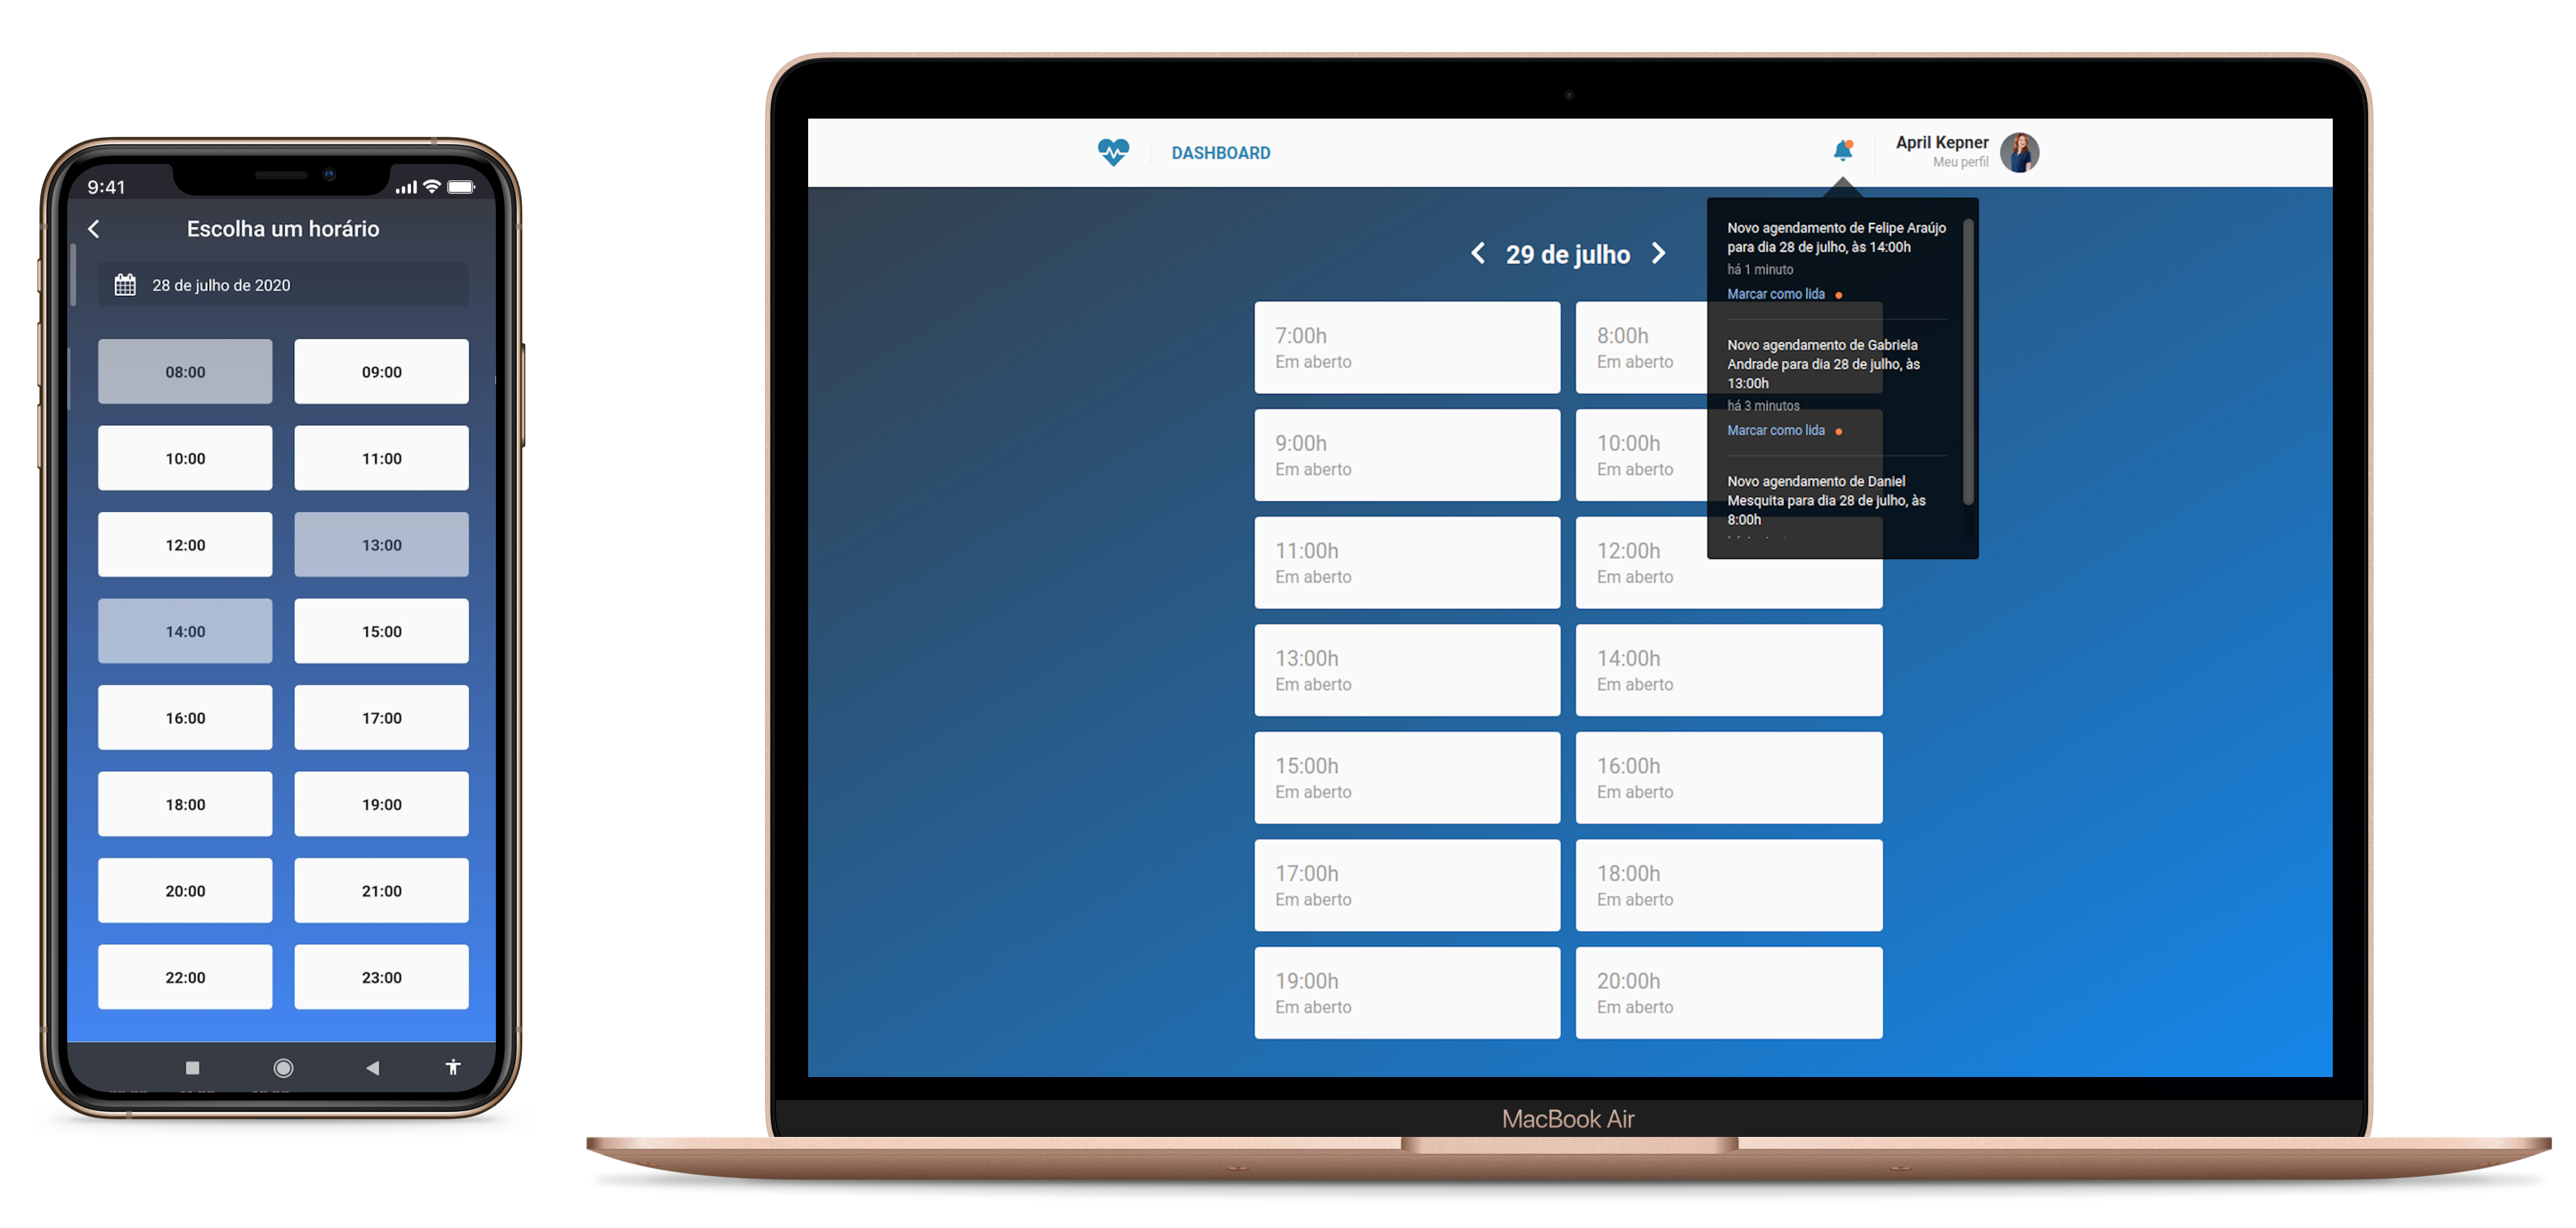 9:41
Escolha um horário
28 de julho de 2020
08:00
09:00
10:00
11:00
12:00
13:00
14:00
15:00
16:00
17:00
18:00
19:00
20:00
21:00
22:00
23:00
DASHBOARD
April Kepner
Meu perfil
29 de julho
Novo agendamento de Felipe Araújo
para dia 28 de julho, às 14:00h
há 1 minuto
Marcar como lida
Novo agendamento de Gabriela
Andrade para dia 28 de julho, às
13:00h
há 3 minutos
Marcar como lida
Novo agendamento de Daniel
Mesquita para dia 28 de julho, às
8:00h
7:00h
Em aberto
8:00h
Em aberto
9:00h
Em aberto
10:00h
Em aberto
11:00h
Em aberto
12:00h
Em aberto
13:00h
Em aberto
14:00h
Em aberto
15:00h
Em aberto
16:00h
Em aberto
17:00h
Em aberto
18:00h
Em aberto
19:00h
Em aberto
20:00h
Em aberto
MacBook Air